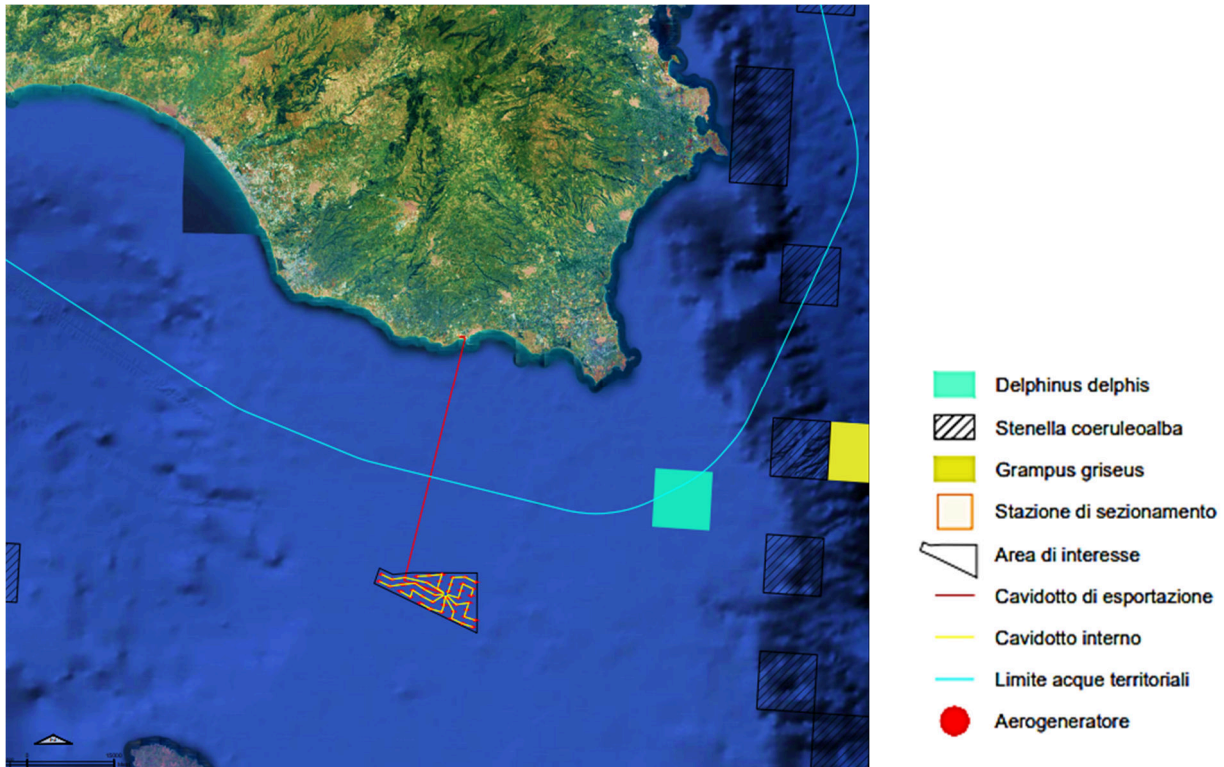 Delphinus delphis
Stenella coeruleoalba
Grampus griseus
Stazione di sezionamento
Area di interesse
Cavidotto di esportazione
Cavidotto interno
Limite acque territoriali
Aerogeneratore